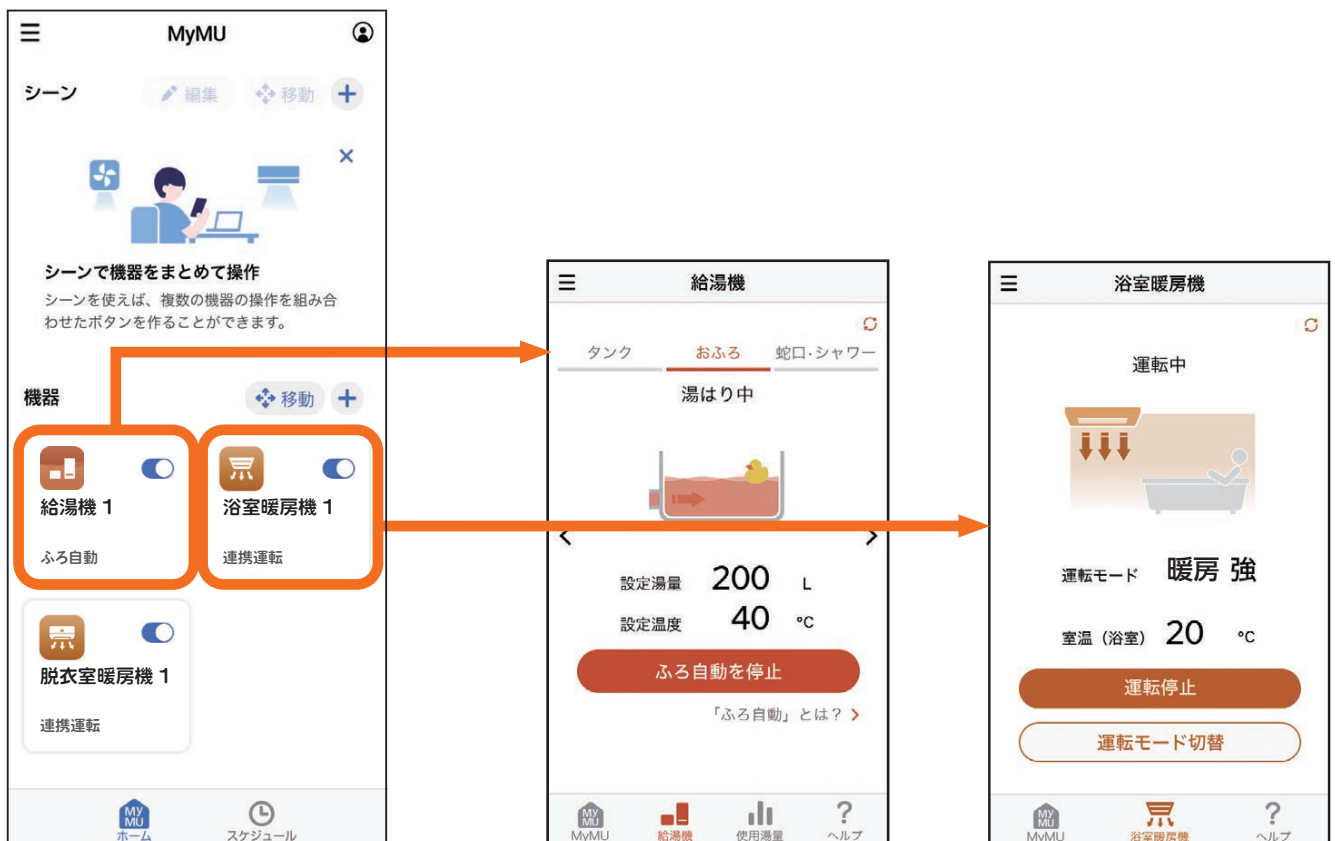 MyMU
シーン
編集
移動
シーンで機器をまとめて操作
シーンを使えば、複数の機器の操作を組み合
わせたボタンを作ることができます。
機器
移動
給湯機 1
ふろ自動
浴室暖房機 1
連携運転
脱衣室暖房機 1
連携運転
MY
MU
ホーム
スケジュール
給湯機
タンク
おふろ
蛇口・シャワー
湯はり中
設定湯量 200 L
設定温度 40 ℃
ふろ自動を停止
「ふろ自動」とは?
MY
MU
MyMU
給湯機
使用湯量
ヘルプ
浴室暖房機
運転中
運転モード 暖房 強
室温(浴室) 20 ℃
運転停止
運転モード切替
MY
MU
MyMU
浴室暖房機
ヘルプ